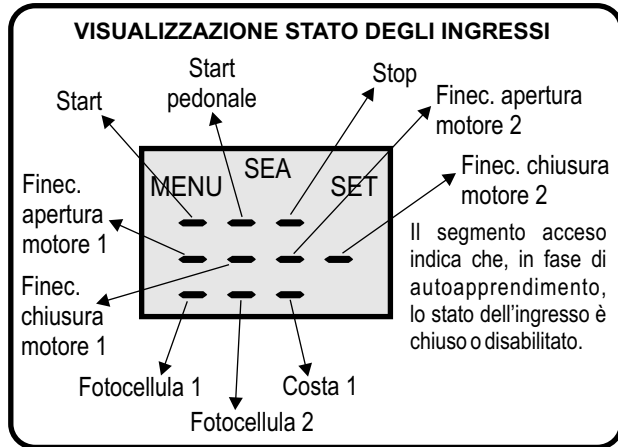 VISUALIZZAZIONE STATO DEGLI INGRESSI
Start
Start
pedonale
Stop
Finec. apertura
motore 2
Finec. chiusura
motore 2
MENU
SEA
SET
Finec.
apertura
motore 1
Finec.
chiusura
motore 1
Il segmento acceso
indica che, in fase di
autoapprendimento,
lo stato dell'ingresso è
chiuso o disabilitato.
Fotocellula 1
Fotocellula 2
Costa 1